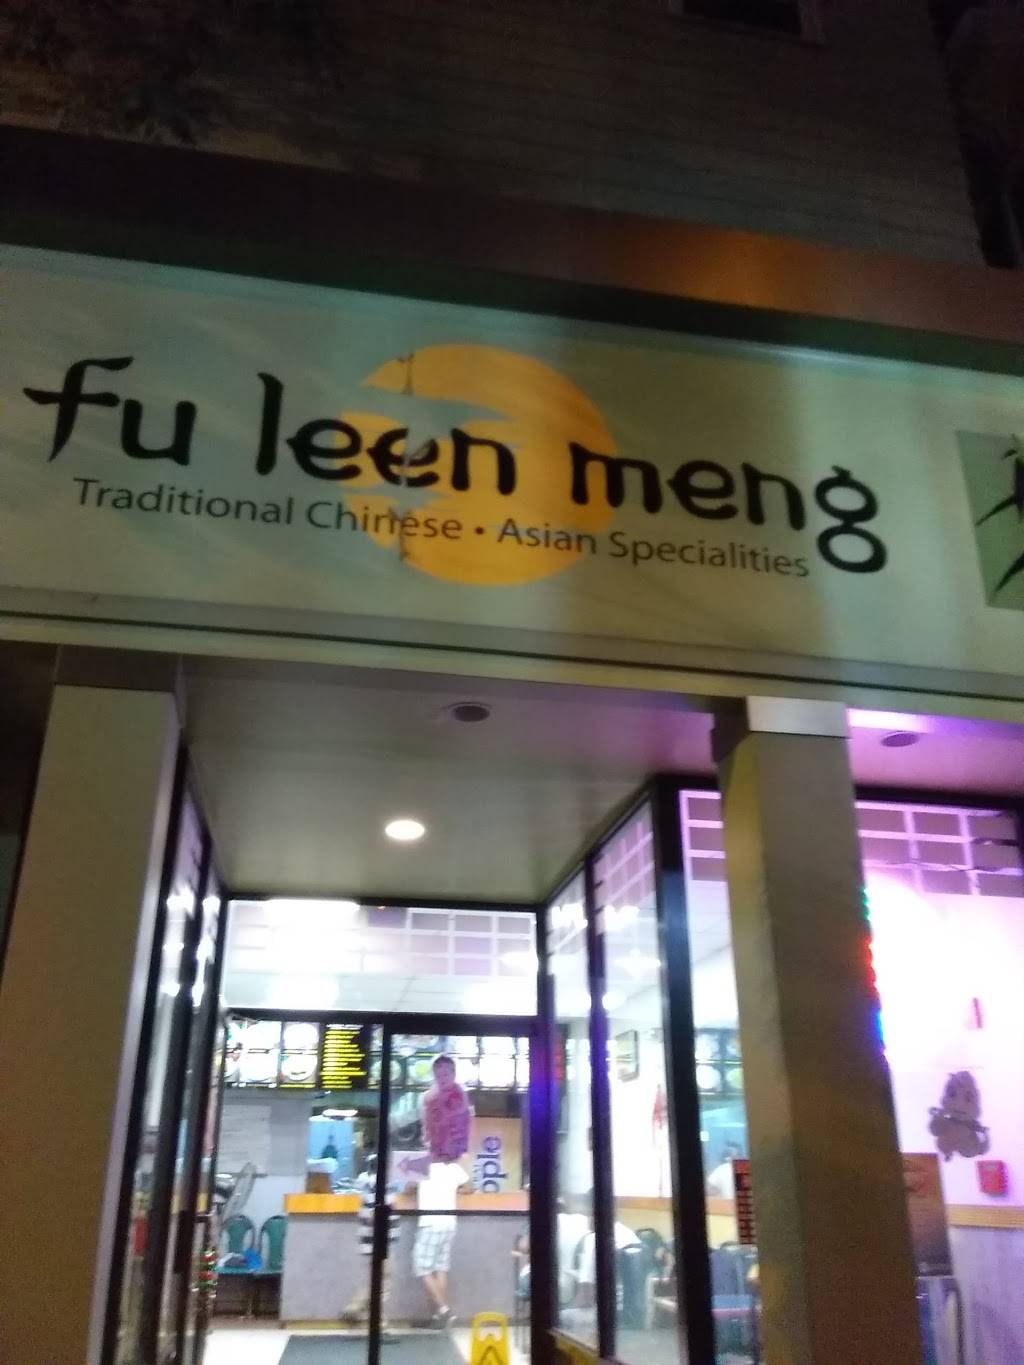 fu leen meng
Traditional Chinese • Asian Specialities